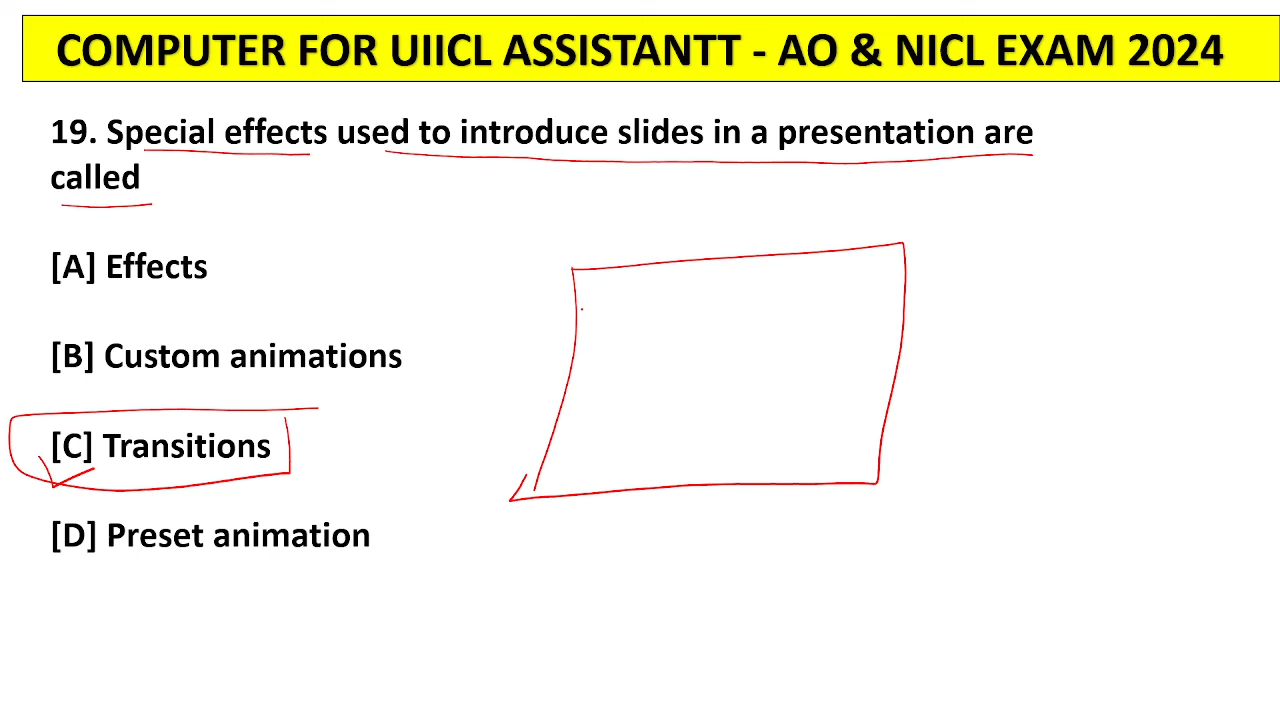 COMPUTER FOR UIICL ASSISTANTT - AO & NICL EXAM 2024
19. Special effects used to introduce slides in a presentation are
called
[A] Effects
[B] Custom animations
[C] Transitions
[D] Preset animation